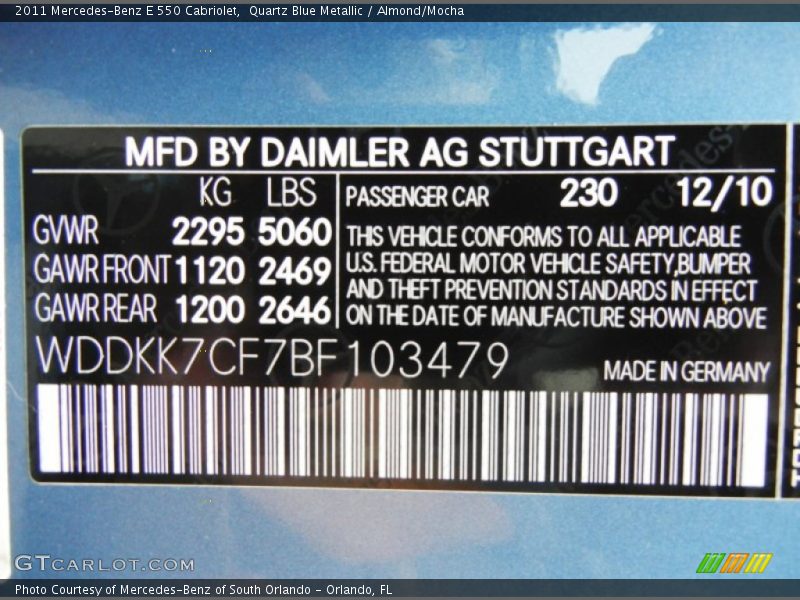 2011 Mercedes-Benz E 550 Cabriolet,  Quartz Blue Metallic / Almond/Mocha
MFD BY DAIMLER AG STUTTGART
KG LBS
GVWR 2295 5060
GAWR FRONT 1120 2469
GAWR REAR 1200 2646
PASSENGER CAR 230 12/10
THIS VEHICLE CONFORMS TO ALL APPLICABLE
U.S. FEDERAL MOTOR VEHICLE SAFETY, BUMPER
AND THEFT PREVENTION STANDARDS IN EFFECT
ON THE DATE OF MANUFACTURE SHOWN ABOVE
WDDKK7CF7BF103479
MADE IN GERMANY
GTCARLOT.COM
Photo Courtesy of Mercedes-Benz of South Orlando - Orlando, FL